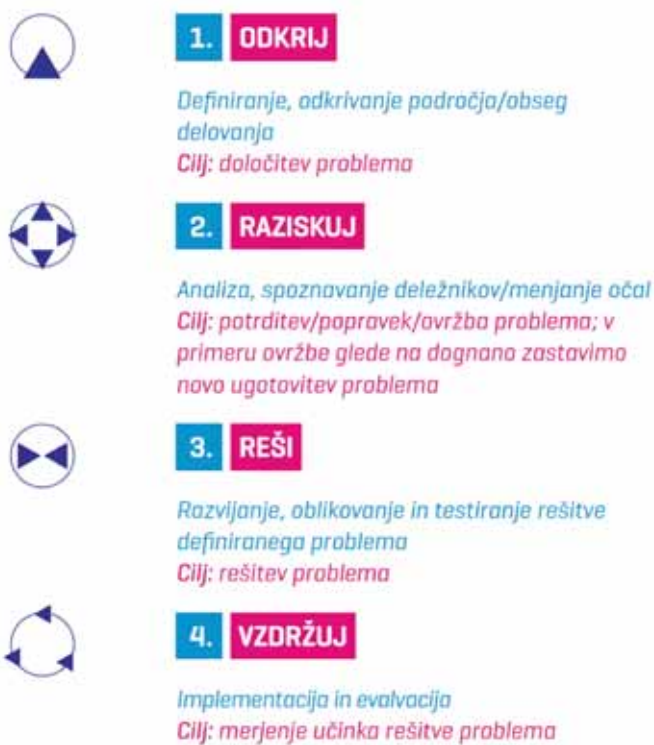 1. ODKRIJ
Definiranje, odkrivanje področja/obseg
delovanja
Cilj: določitev problema
2. RAZISKUJ
Analiza, spoznavanje deležnikov/menjanje očal
Cilj: potrditev/popravek/ovržba problema; v
primeru ovržbe glede na dognano zastavimo
novo ugotovitev problema
3. REŠI
Razvijanje, oblikovanje in testiranje rešitve
definiranega problema
Cilj: rešitev problema
4. VZDRŽUJ
Implementacija in evalvacija
Cilj: merjenje učinka rešitve problema